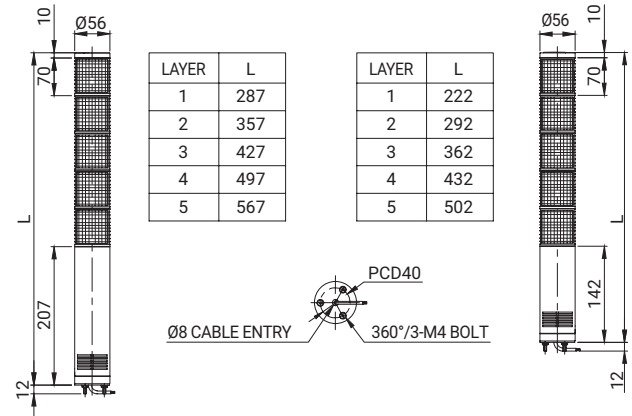 10
Ø56
70
L
207
12
LAYER L
1 287
2 357
3 427
4 497
5 567
LAYER L
1 222
2 292
3 362
4 432
5 502
Ø56
10
70
L
142
12
PCD40
Ø8 CABLE ENTRY
360°/3-M4 BOLT